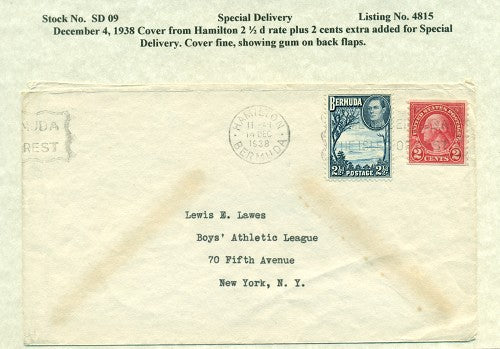 Stock No. SD 09 Special Delivery Listing No. 4815
December 4, 1938 Cover from Hamilton 2 ½ d rate plus 2 cents extra added for Special
Delivery. Cover fine, showing gum on back flaps.
HAMILTON
14 DEC
1938
BERMUDA
BERMUDA
2½ POSTAGE 2½
UNITED STATES POSTAGE
2 CENTS 2
REST
Lewis E. Lawes
Boys' Athletic League
70 Fifth Avenue
New York, N. Y.